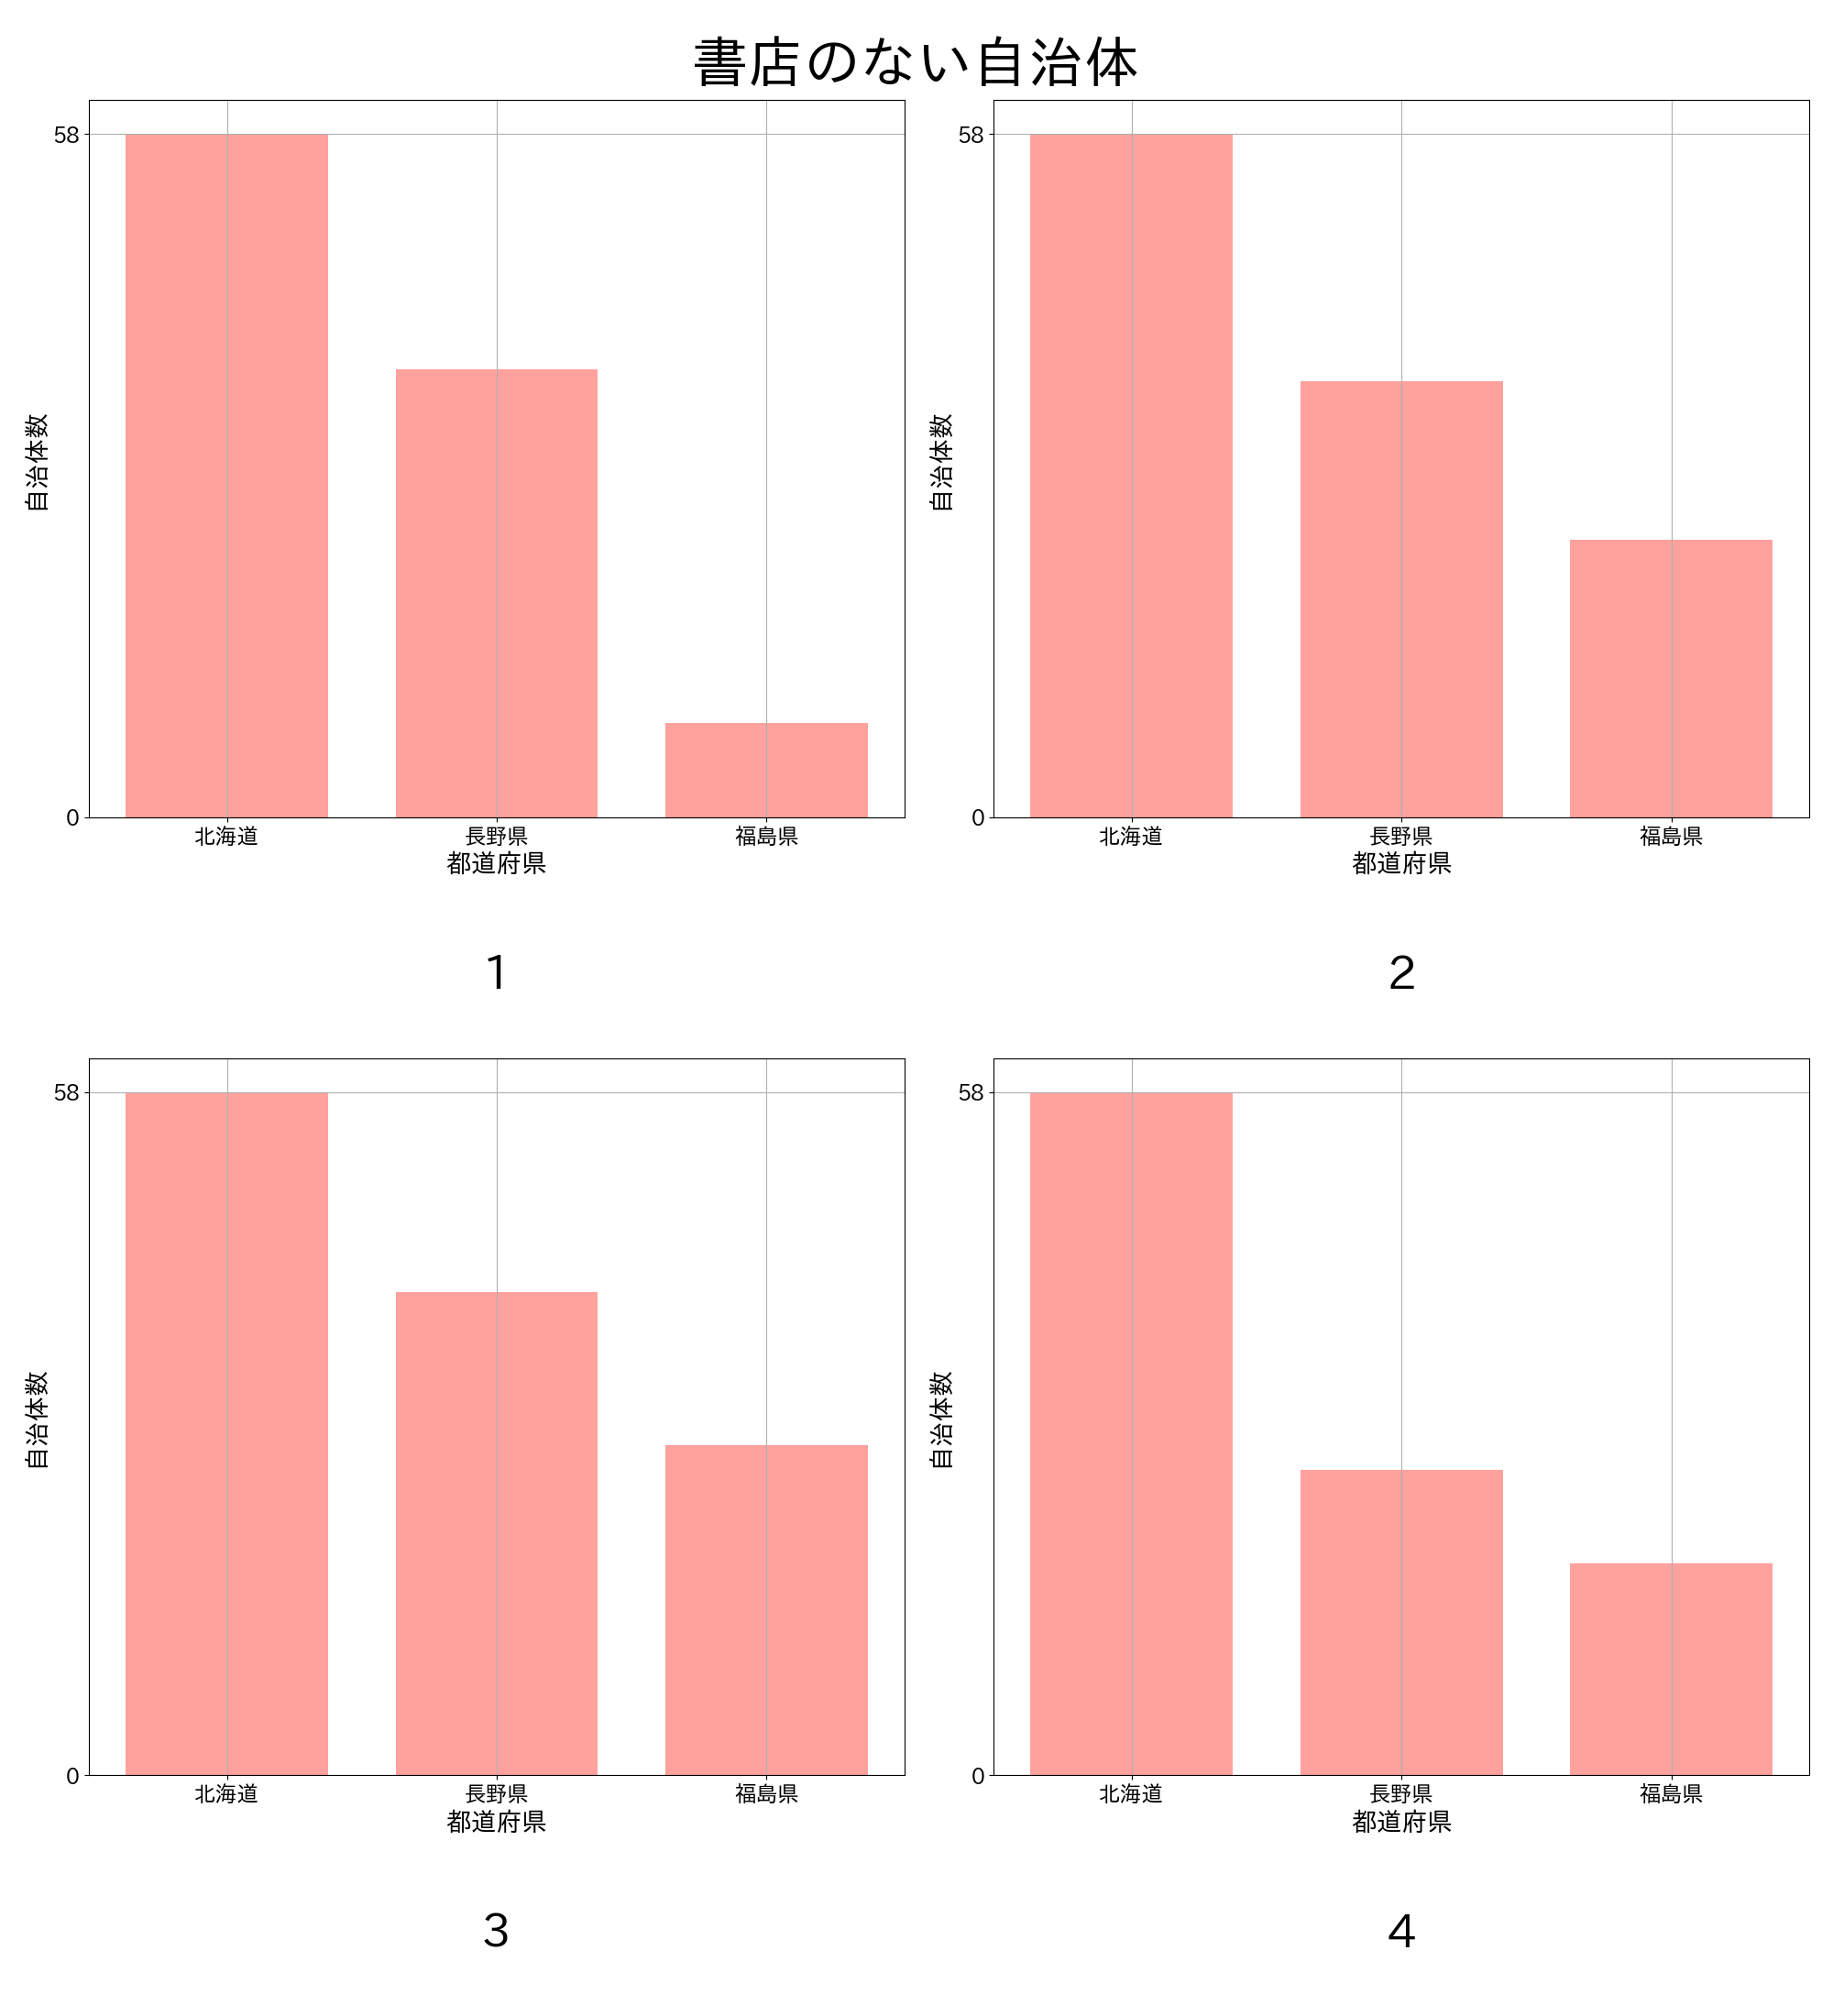 書店のない自治体
58
0
自治体数
北海道 長野県 福島県
都道府県
1
58
0
自治体数
北海道 長野県 福島県
都道府県
2
58
0
自治体数
北海道 長野県 福島県
都道府県
3
58
0
自治体数
北海道 長野県 福島県
都道府県
4